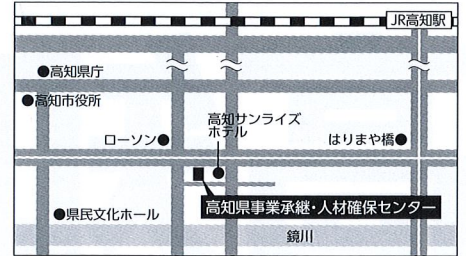 JR高知駅
●高知県庁
●高知市役所
高知サンライズ
ホテル
ローソン●
はりまや橋●
高知県事業承継・人材確保センター
●県民文化ホール
鏡川